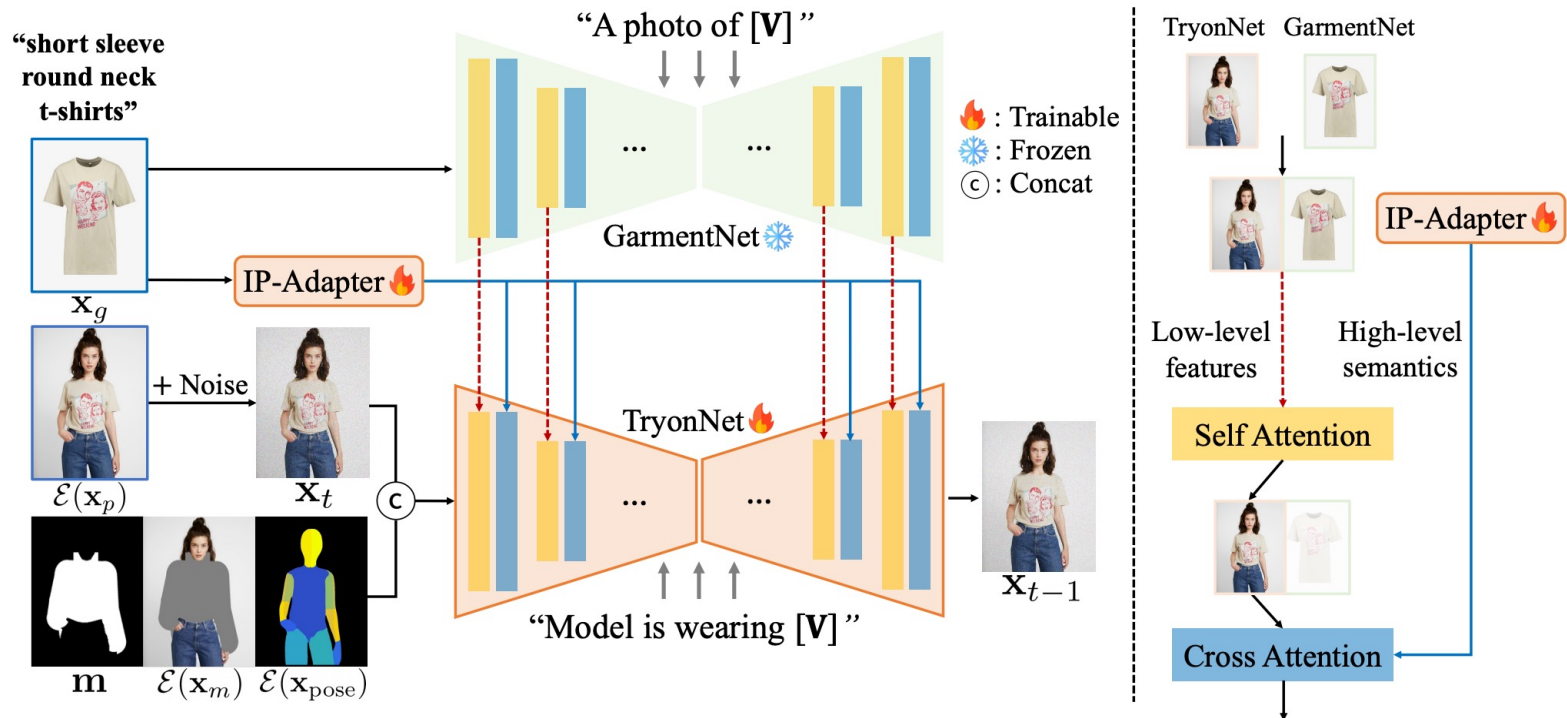 “short sleeve
round neck
t-shirts”
x_g
“A photo of [V]”
...
...
: Trainable
: Frozen
C : Concat
GarmentNet
IP-Adapter
+ Noise
ℰ(x_p)
x_t
C
TryonNet
...
...
x_{t−1}
“Model is wearing [V]”
m
ℰ(x_m)
ℰ(x_pose)
TryonNet
GarmentNet
IP-Adapter
Low-level
features
High-level
semantics
Self Attention
Cross Attention